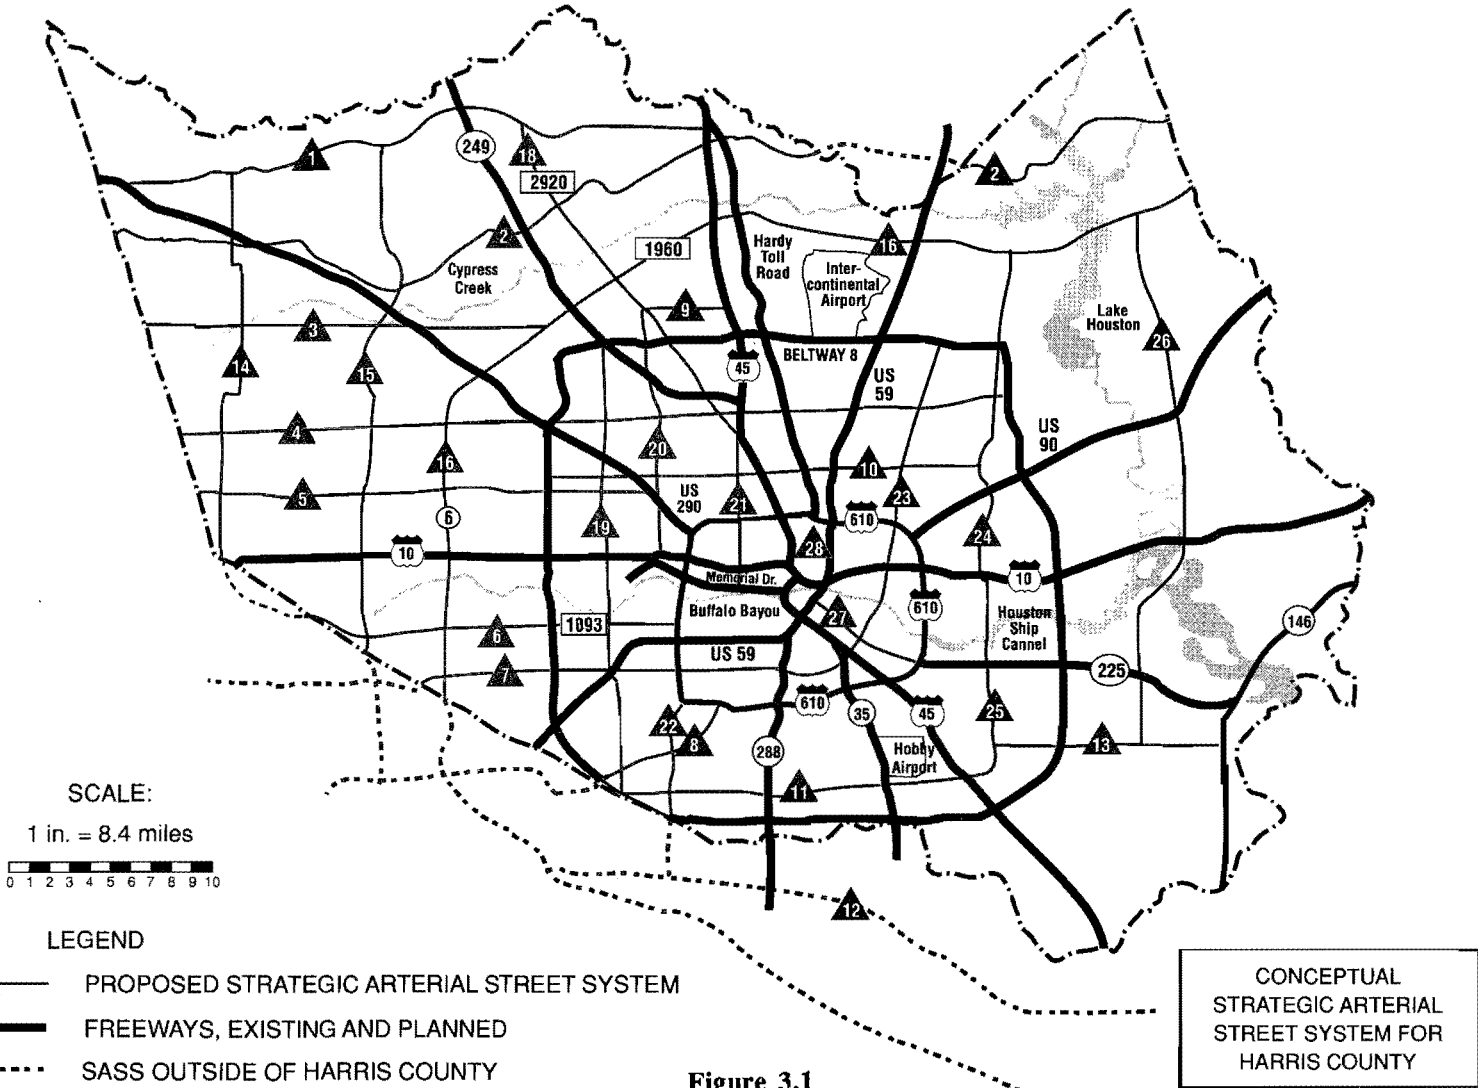 1
249
18
2920
2
2
1960
Hardy
Toll
Road
16
Cypress
Creek
Inter-
continental
Airport
9
Lake
Houston
3
26
14
15
45
BELTWAY 8
US
59
4
US
90
20
16
10
5
US
290
21
23
6
19
610
24
28
10
10
Memorial Dr.
Buffalo Bayou
610
Houston
Ship
Cannel
1093
27
146
6
US 59
225
7
610
35
45
25
22
8
288
Hobby
Airport
13
11
12
SCALE:
1 in. = 8.4 miles
0 1 2 3 4 5 6 7 8 9 10
LEGEND
PROPOSED STRATEGIC ARTERIAL STREET SYSTEM
FREEWAYS, EXISTING AND PLANNED
SASS OUTSIDE OF HARRIS COUNTY
CONCEPTUAL
STRATEGIC ARTERIAL
STREET SYSTEM FOR
HARRIS COUNTY
Figure 3.1